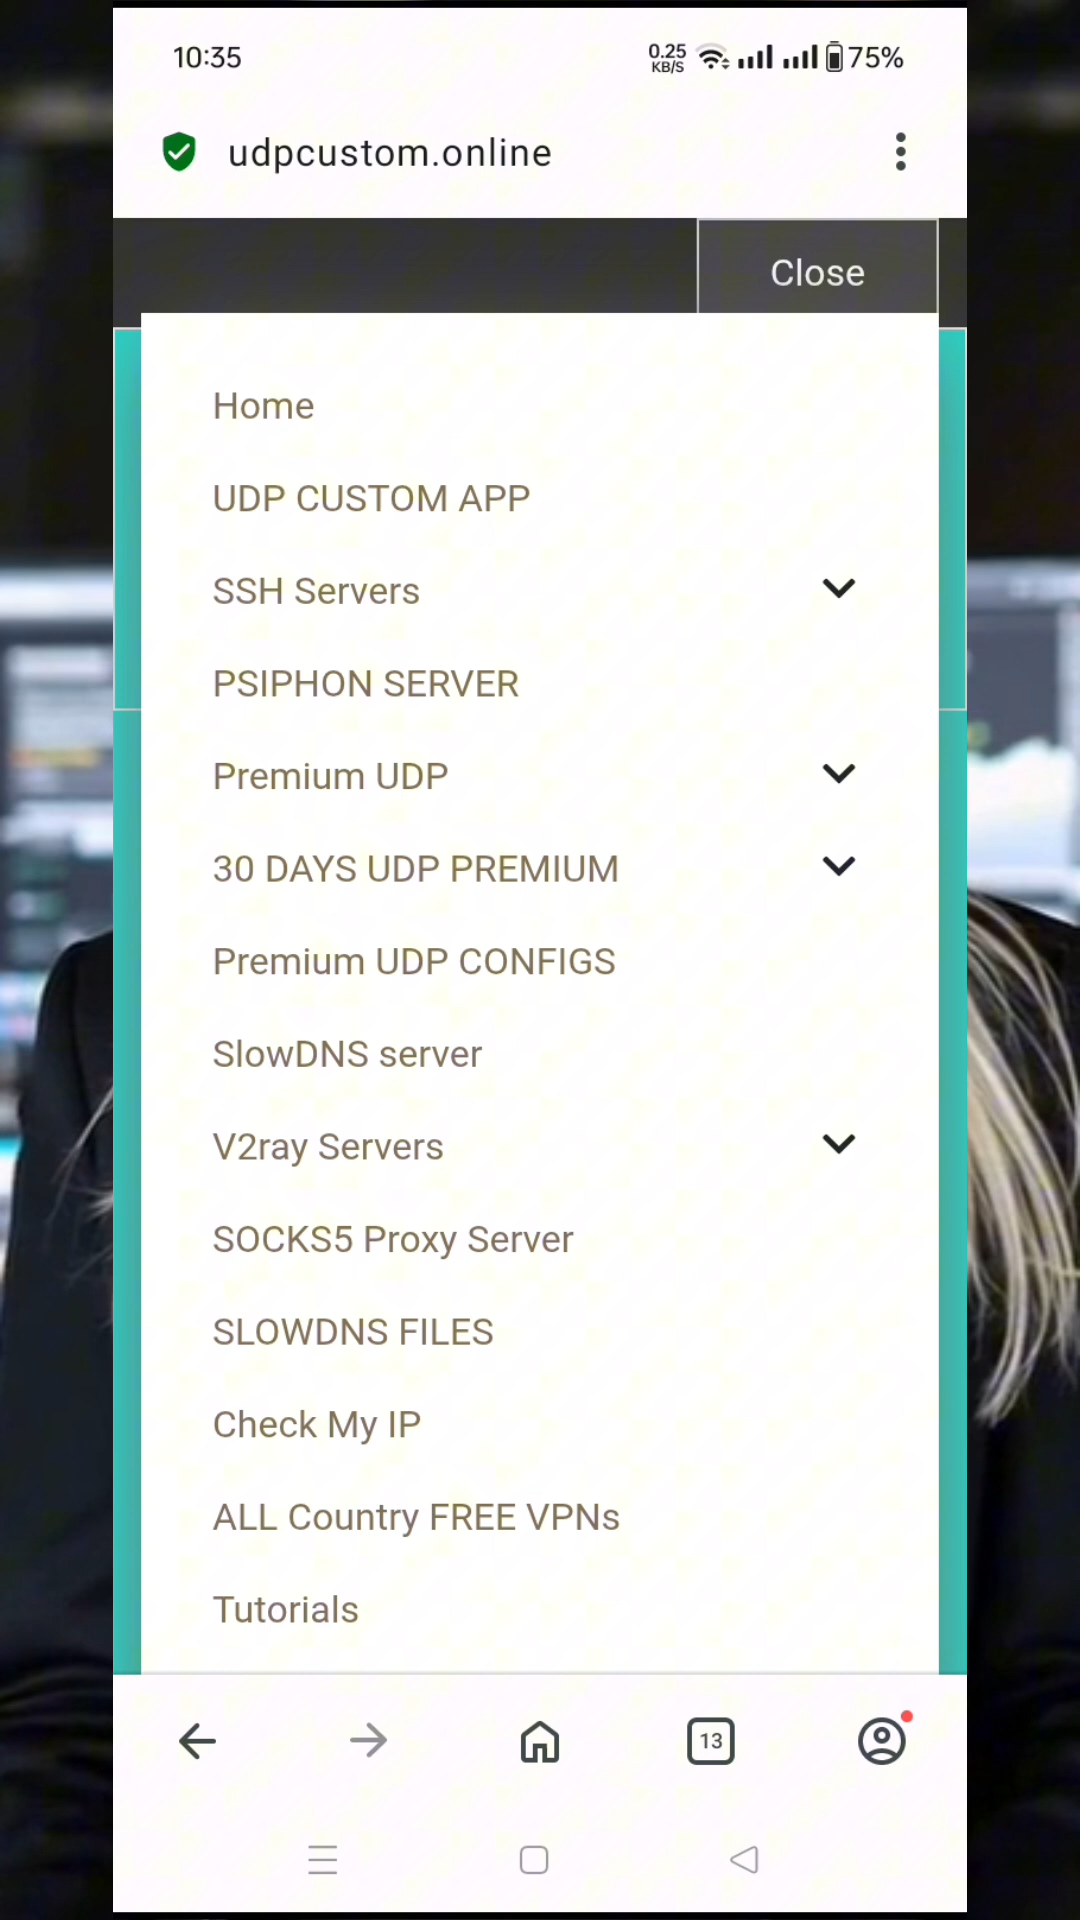 10:35
0.25
KB/S
75%
udpcustom.online
Close
Home
UDP CUSTOM APP
SSH Servers
PSIPHON SERVER
Premium UDP
30 DAYS UDP PREMIUM
Premium UDP CONFIGS
SlowDNS server
V2ray Servers
SOCKS5 Proxy Server
SLOWDNS FILES
Check My IP
ALL Country FREE VPNs
Tutorials
13